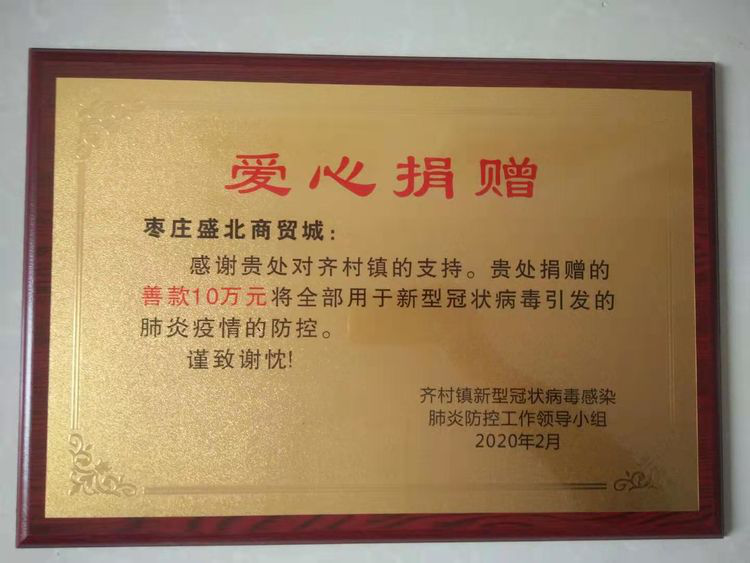 爱心捐赠
枣庄盛北商贸城:
感谢贵处对齐村镇的支持。贵处捐赠的
善款10万元将全部用于新型冠状病毒引发的
肺炎疫情的防控。
谨致谢忱!
齐村镇新型冠状病毒感染
肺炎防控工作领导小组
2020年2月